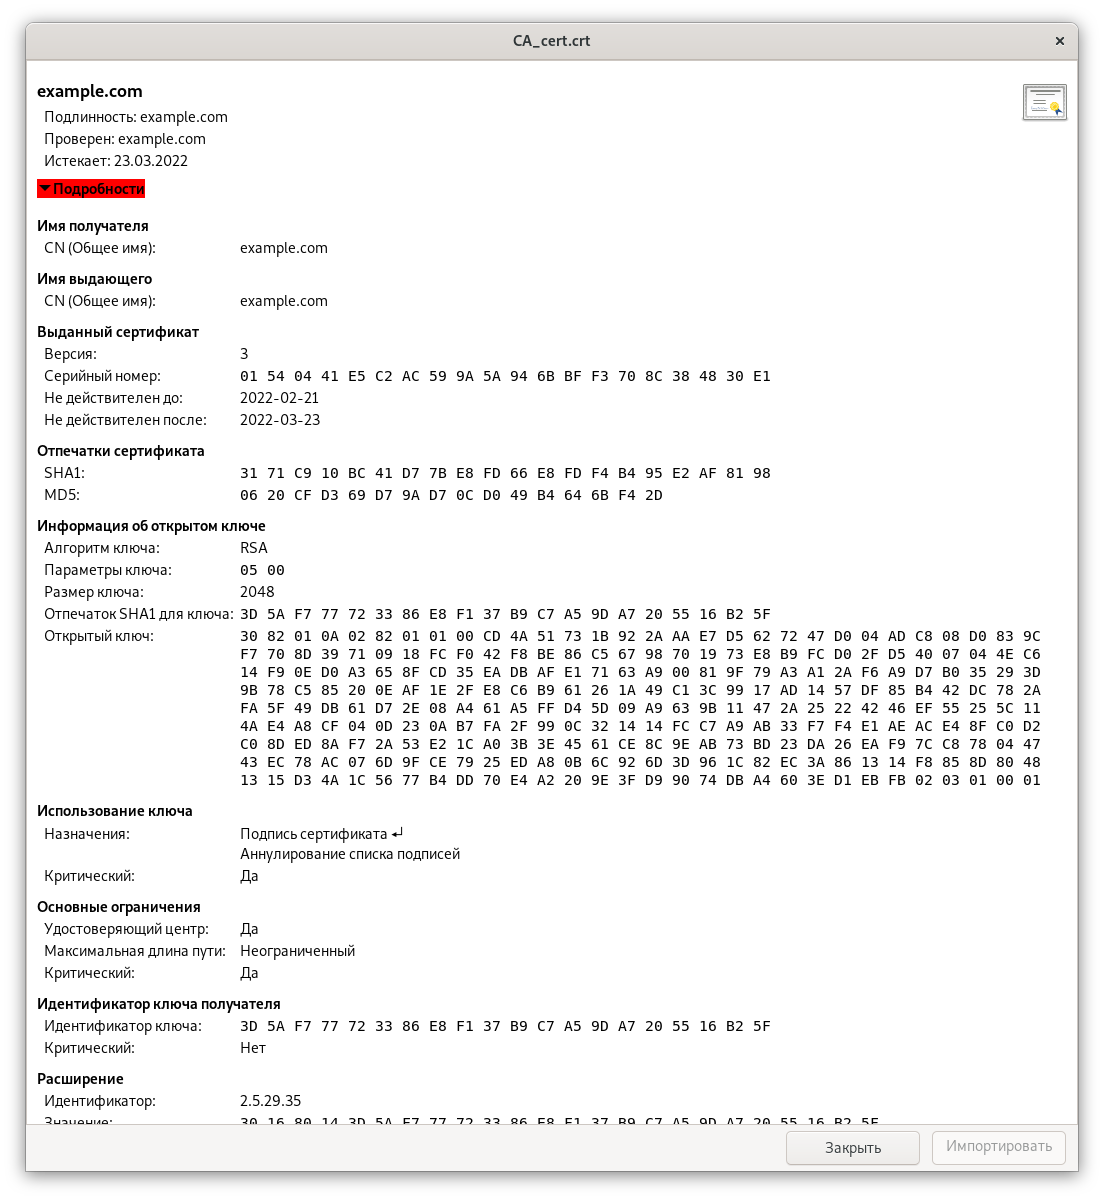 CA_cert.crt
example.com
Подлинность: example.com
Проверен: example.com
Истекает: 23.03.2022
Подробности
Имя получателя
CN (Общее имя): example.com
Имя выдающего
CN (Общее имя): example.com
Выданный сертификат
Версия: 3
Серийный номер: 01 54 04 41 E5 C2 AC 59 9A 5A 94 6B BF F3 70 8C 38 48 30 E1
Не действителен до: 2022-02-21
Не действителен после: 2022-03-23
Отпечатки сертификата
SHA1: 31 71 C9 10 BC 41 D7 7B E8 FD 66 E8 FD F4 B4 95 E2 AF 81 98
MD5: 06 20 CF D3 69 D7 9A D7 0C D0 49 B4 64 6B F4 2D
Информация об открытом ключе
Алгоритм ключа: RSA
Параметры ключа: 05 00
Размер ключа: 2048
Отпечаток SHA1 для ключа: 3D 5A F7 77 72 33 86 E8 F1 37 B9 C7 A5 9D A7 20 55 16 B2 5F
Открытый ключ: 30 82 01 0A 02 82 01 01 00 CD 4A 51 73 1B 92 2A AA E7 D5 62 72 47 D0 04 AD C8 08 D0 83 9C
F7 70 8D 39 71 09 18 FC F0 42 F8 BE 86 C5 67 98 70 19 73 E8 B9 FC D0 2F D5 40 07 04 4E C6
14 F9 0E D0 A3 65 8F CD 35 EA DB AF E1 71 63 A9 00 81 9F 79 A3 A1 2A F6 A9 D7 B0 35 29 3D
9B 78 C5 85 20 0E AF 1E 2F E8 C6 B9 61 26 1A 49 C1 3C 99 17 AD 14 57 DF 85 B4 42 DC 78 2A
FA 5F 49 DB 61 D7 2E 08 A4 61 A5 FF D4 5D 09 A9 63 9B 11 47 2A 25 22 42 46 EF 55 25 5C 11
4A E4 A8 CF 04 0D 23 0A B7 FA 2F 99 0C 32 14 14 FC C7 A9 AB 33 F7 F4 E1 AE AC E4 8F C0 D2
C0 8D ED 8A F7 2A 53 E2 1C A0 3B 3E 45 61 CE 8C 9E AB 73 BD 23 DA 26 EA F9 7C C8 78 04 47
43 EC 78 AC 07 6D 9F CE 79 25 ED A8 0B 6C 92 6D 3D 96 1C 82 EC 3A 86 13 14 F8 85 8D 80 48
13 15 D3 4A 1C 56 77 B4 DD 70 E4 A2 20 9E 3F D9 90 74 DB A4 60 3E D1 EB FB 02 03 01 00 01
Использование ключа
Назначения: Подпись сертификата ↵
Аннулирование списка подписей
Критический: Да
Основные ограничения
Удостоверяющий центр: Да
Максимальная длина пути: Неограниченный
Критический: Да
Идентификатор ключа получателя
Идентификатор ключа: 3D 5A F7 77 72 33 86 E8 F1 37 B9 C7 A5 9D A7 20 55 16 B2 5F
Критический: Нет
Расширение
Идентификатор: 2.5.29.35
Значение: 30 16 80 14 3D 5A F7 77 72 33 86 E8 F1 37 B9 C7 A5 9D A7 20 55 16 B2 5F
Закрыть Импортировать